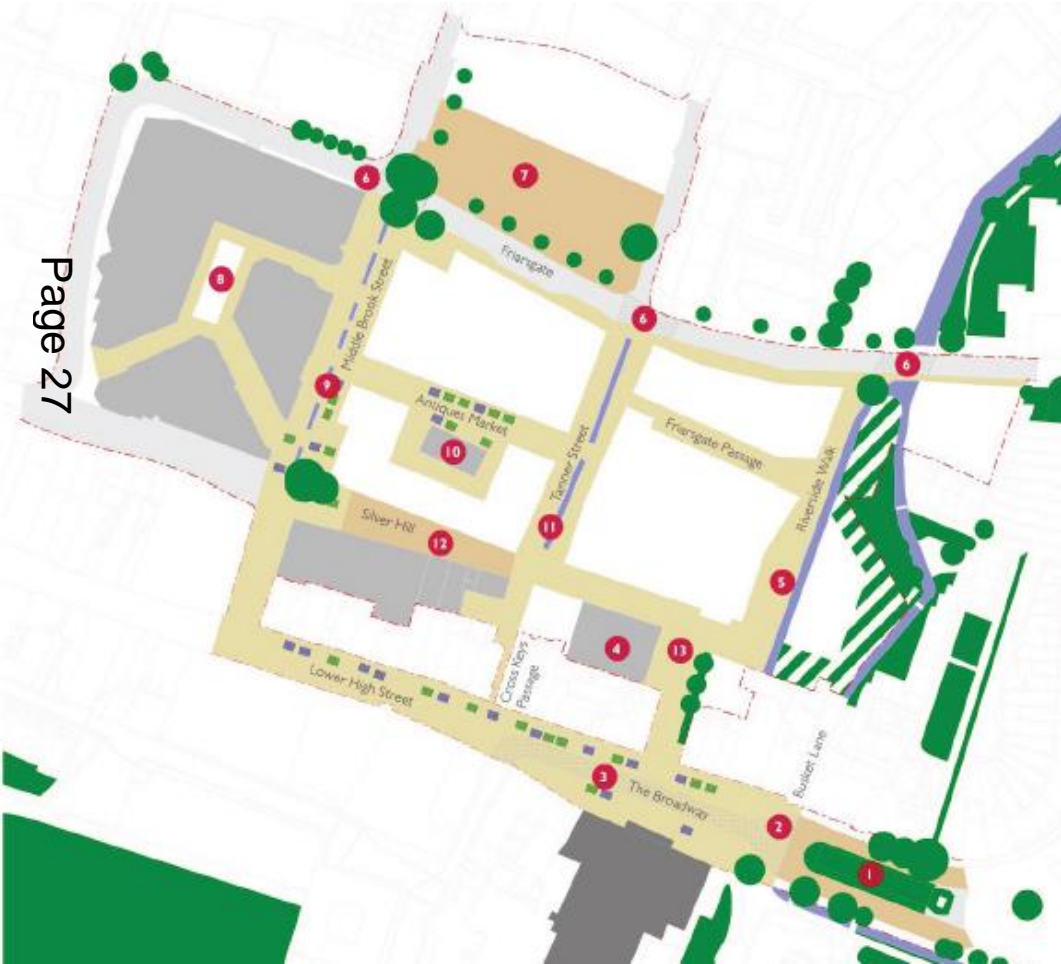 7
6
Friarsgate
8
Page 27
Middle Brook Street
6
6
9
Antiques Market
10
Tanner Street
Friarsgate Passage
Riverside Walk
Silver Hill
12
11
5
4
13
Cross Keys
Passage
Lower High Street
3
The Broadway
Busket Lane
2
1